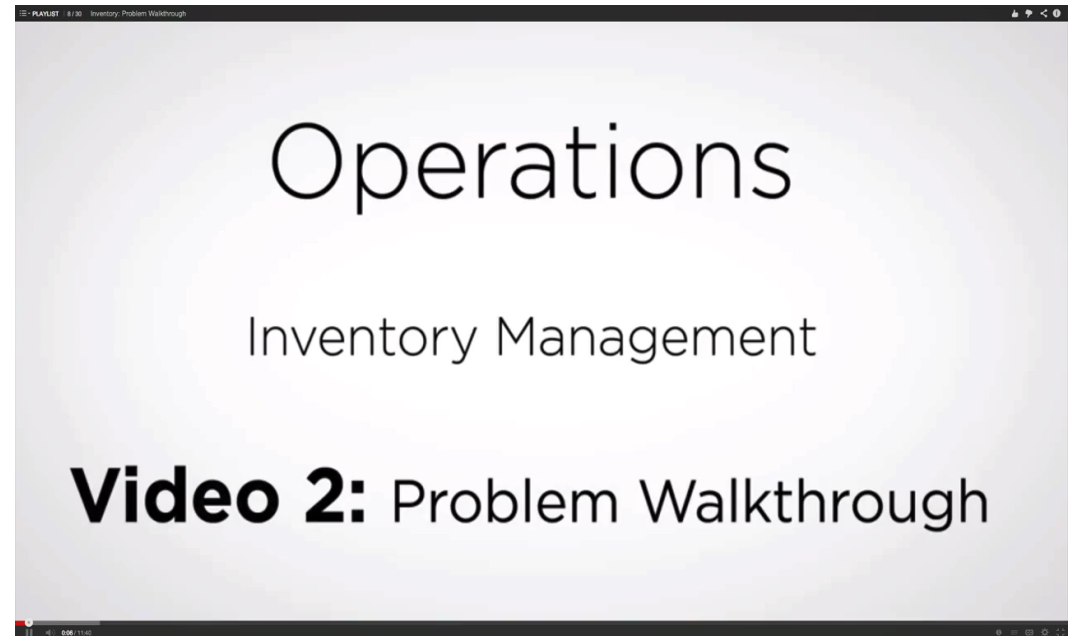 PLAYLIST 8/30 Inventory: Problem Walkthrough
Operations
Inventory Management
Video 2: Problem Walkthrough
0:06 / 11:40